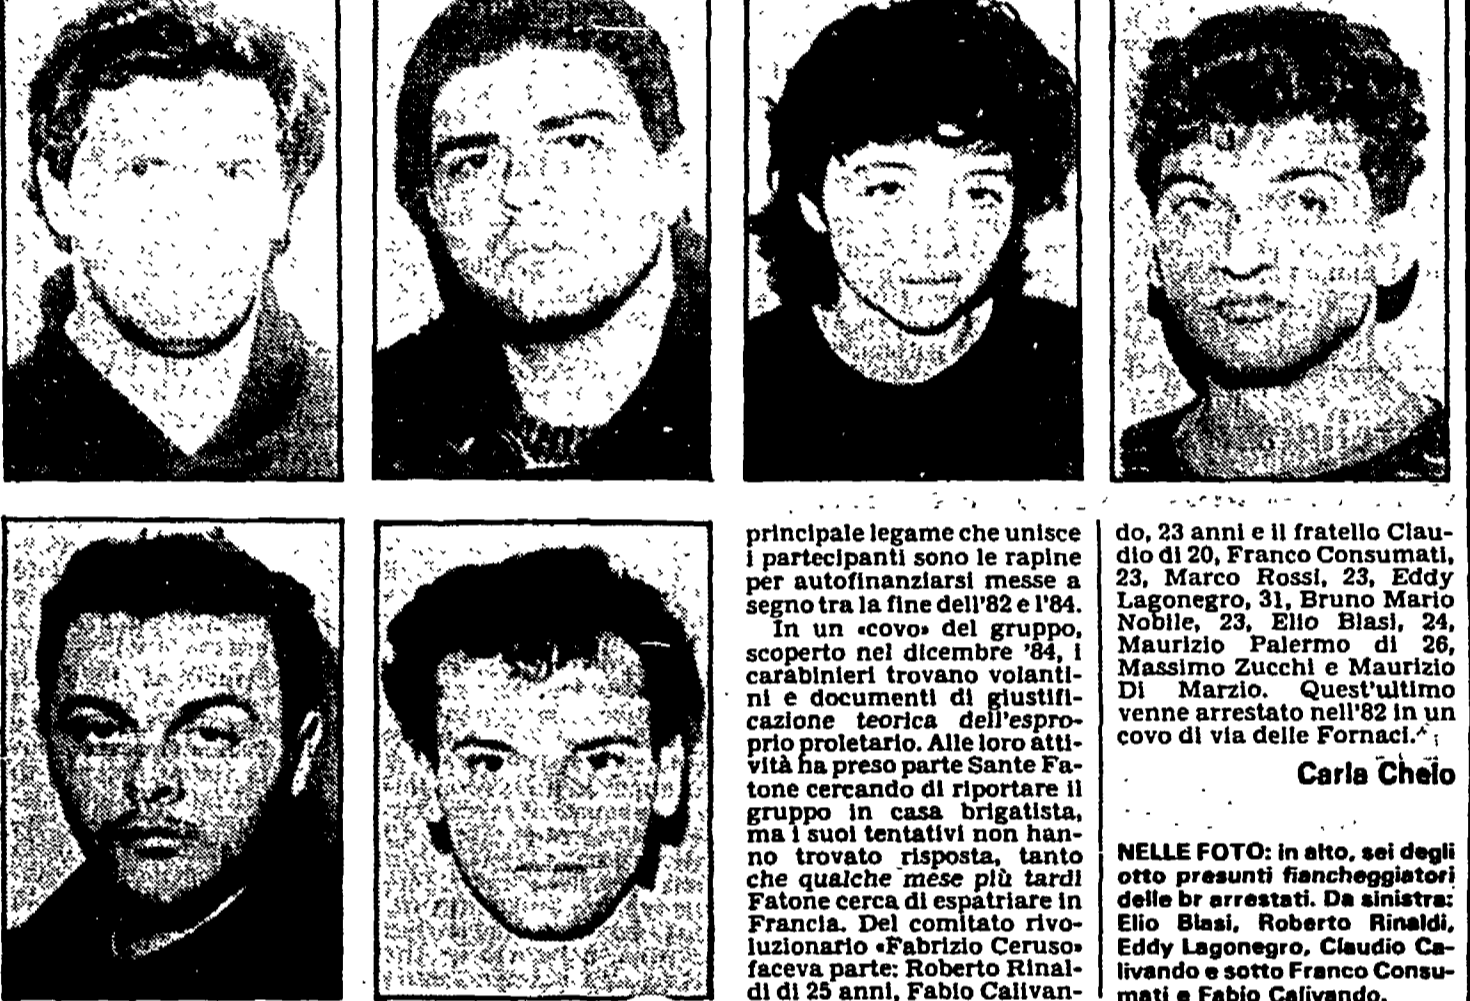 principale legame che unisce
i partecipanti sono le rapine
per autofinanziarsi messe a
segno tra la fine dell'82 e l'84.
In un «covo» del gruppo,
scoperto nel dicembre '84, i
carabinieri trovano volanti-
ni e documenti di giustifi-
cazione teorica dell'espro-
prio proletario. Alle loro atti-
vità ha preso parte Sante Fa-
tone cercando di riportare il
gruppo in casa brigatista,
ma i suoi tentativi non han-
no trovato risposta, tanto
che qualche mese più tardi
Fatone cerca di espatriare in
Francia. Del comitato rivo-
luzionario «Fabrizio Ceruso»
faceva parte: Roberto Rinal-
di di 25 anni, Fabio Calivan-
do, 23 anni e il fratello Clau-
dio di 20, Franco Consumati,
23, Marco Rossi, 23, Eddy
Lagonegro, 31, Bruno Mario
Nobile, 23, Elio Blasi, 24,
Maurizio Palermo di 26,
Massimo Zucchi e Maurizio
Di Marzio. Quest'ultimo
venne arrestato nell'82 in un
covo di via delle Fornaci.
Carla Chelo
NELLE FOTO: in alto, sei degli
otto presunti fiancheggiatori
delle br arrestati. Da sinistra:
Elio Blasi, Roberto Rinaldi,
Eddy Lagonegro, Claudio Ca-
livando e sotto Franco Consu-
mati e Fabio Calivando.